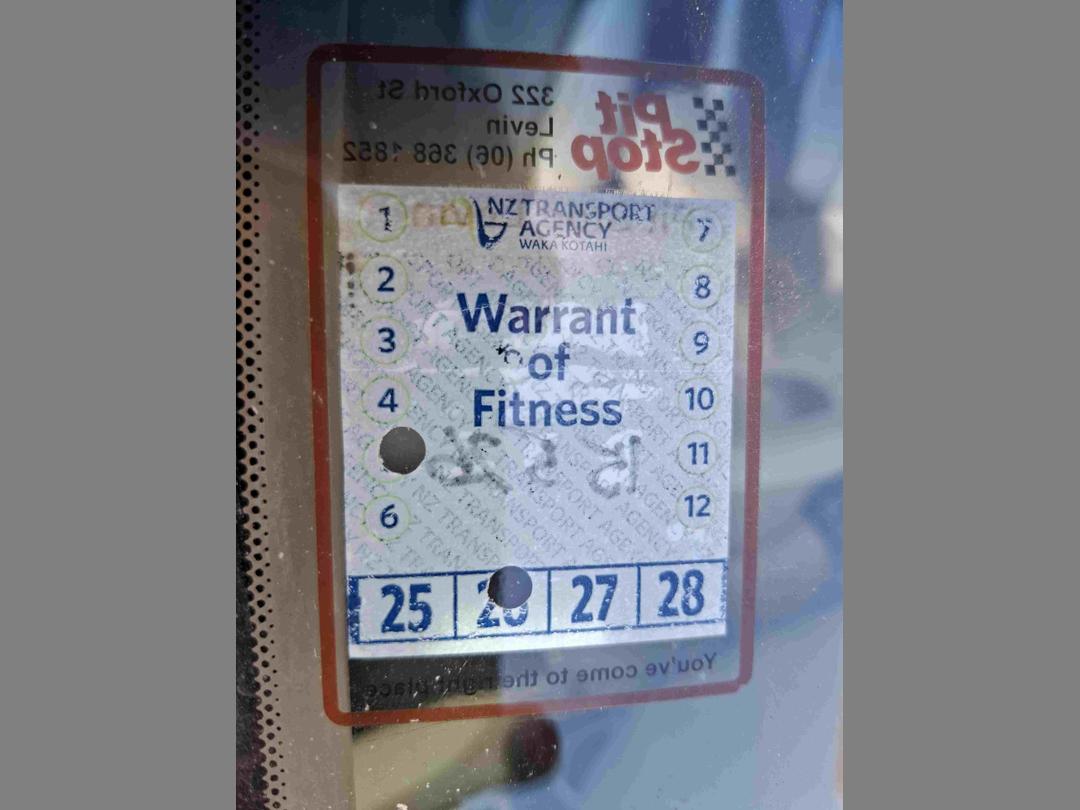 Pit Stop
322 Oxford St
Levin
Ph (06) 368 1852
NZ TRANSPORT
AGENCY
WAKA KOTAHI
Warrant
of
Fitness
1
2
3
4
6
7
8
9
10
11
12
25 26 27 28
You've come to the right place